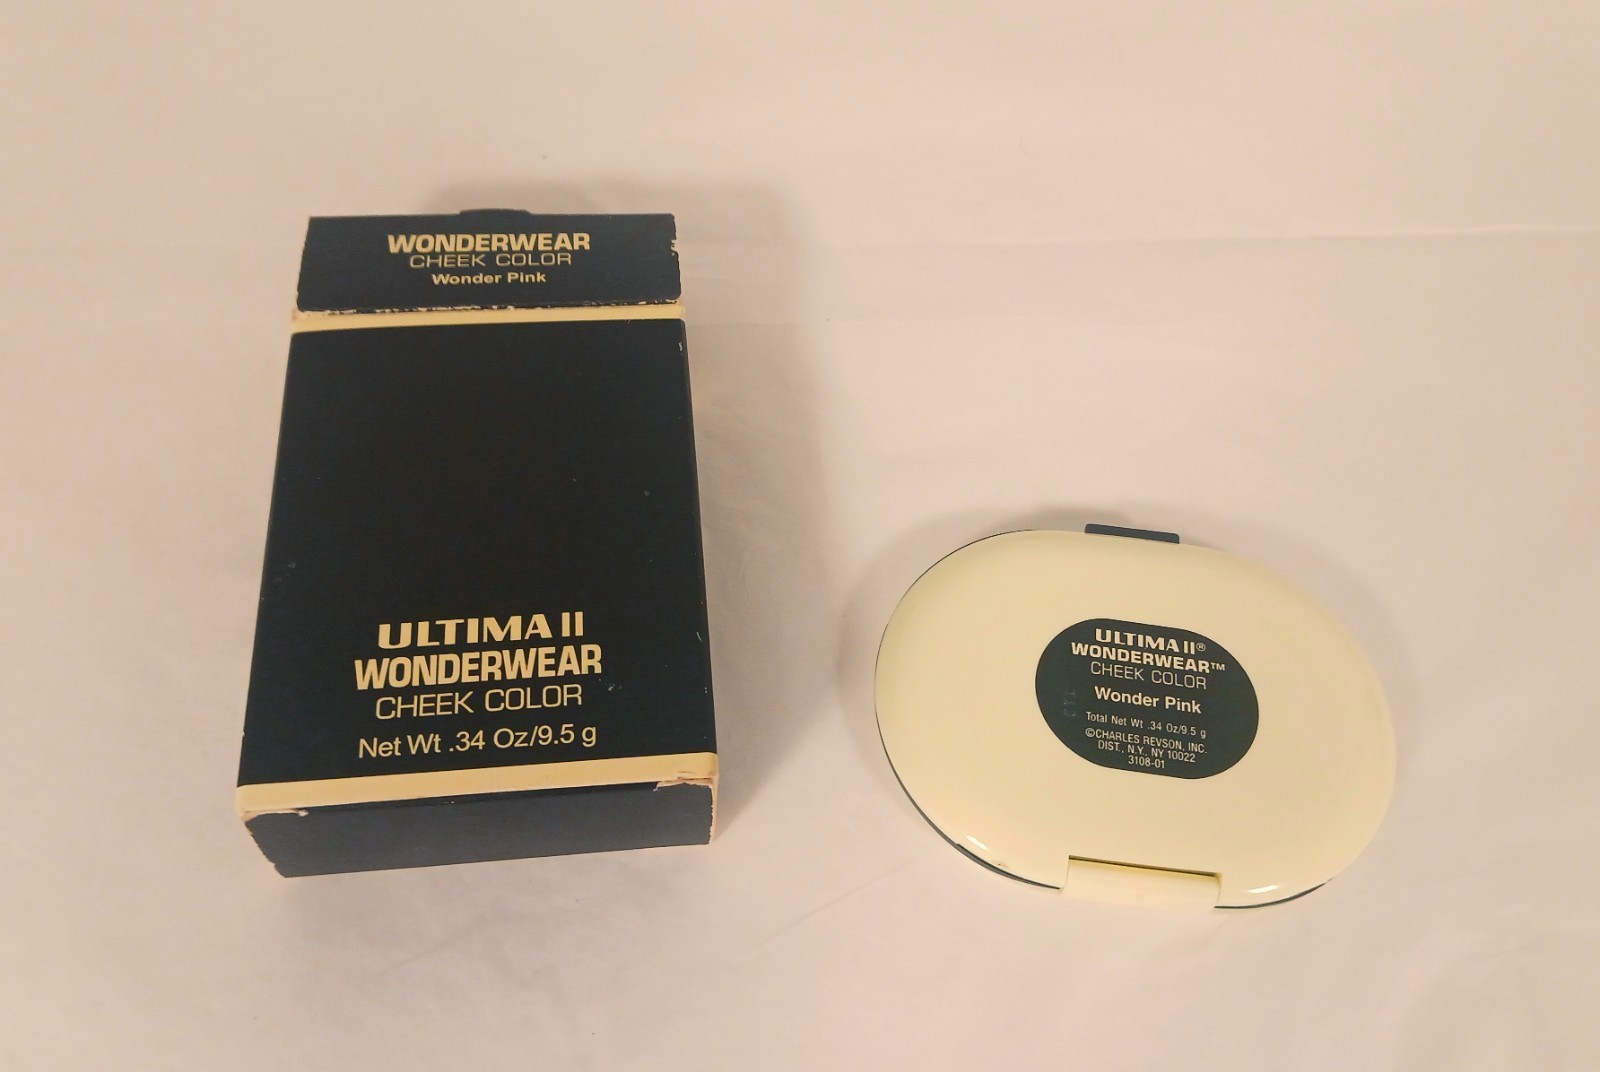 WONDERWEAR
CHEEK COLOR
Wonder Pink
ULTIMA II
WONDERWEAR
CHEEK COLOR
Net Wt .34 Oz/9.5 g
ULTIMA II®
WONDERWEAR™
CHEEK COLOR
Wonder Pink
Total Net Wt .34 Oz/9.5 g
©CHARLES REVSON, INC.
DIST., N.Y., NY 10022
3108-01